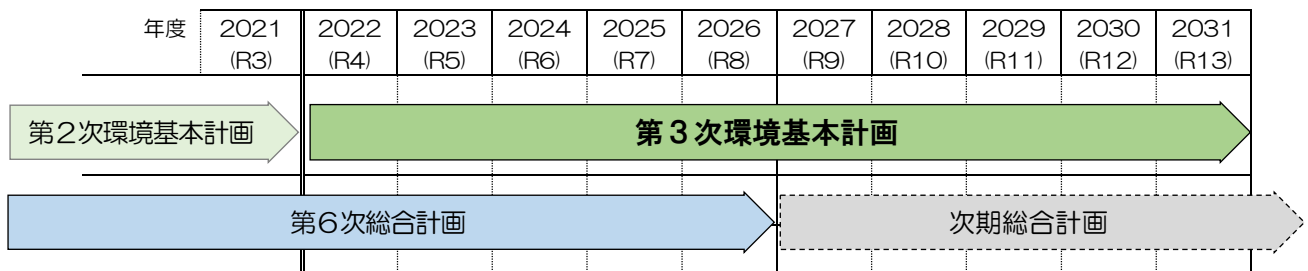 年度 2021 2022 2023 2024 2025 2026 2027 2028 2029 2030 2031
(R3) (R4) (R5) (R6) (R7) (R8) (R9) (R10) (R11) (R12) (R13)
第2次環境基本計画 第3次環境基本計画
第6次総合計画 次期総合計画